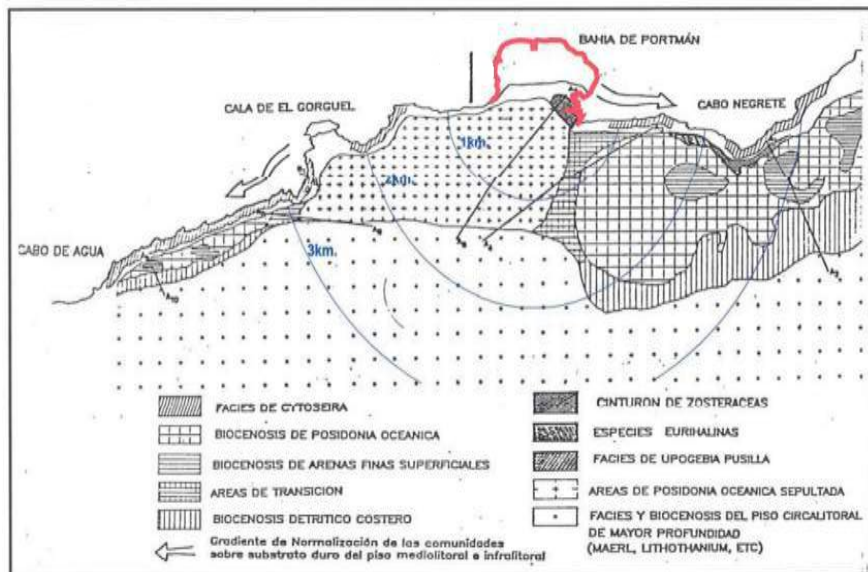 BAHIA DE PORTMÁN
CALA DE EL GORGUEL
CABO NEGRETE
1km.
2km.
CABO DE AGUA
3km.
FACIES DE CYTOSEIRA
BIOCENOSIS DE POSIDONIA OCEANICA
BIOCENOSIS DE ARENAS FINAS SUPERFICIALES
AREAS DE TRANSICION
BIOCENOSIS DETRITICO COSTERO
Gradiente de Normalización de las comunidades
sobre substrato duro del piso mediolitoral e infralitoral
CINTURON DE ZOSTERACEAS
ESPECIES EURIHALINAS
FACIES DE UPOGEBIA PUSILLA
AREAS DE POSIDONIA OCEANICA SEPULTADA
FACIES Y BIOCENOSIS DEL PISO CIRCALITORAL
DE MAYOR PROFUNDIDAD
(MAERL, LITHOTHANIUM, ETC)